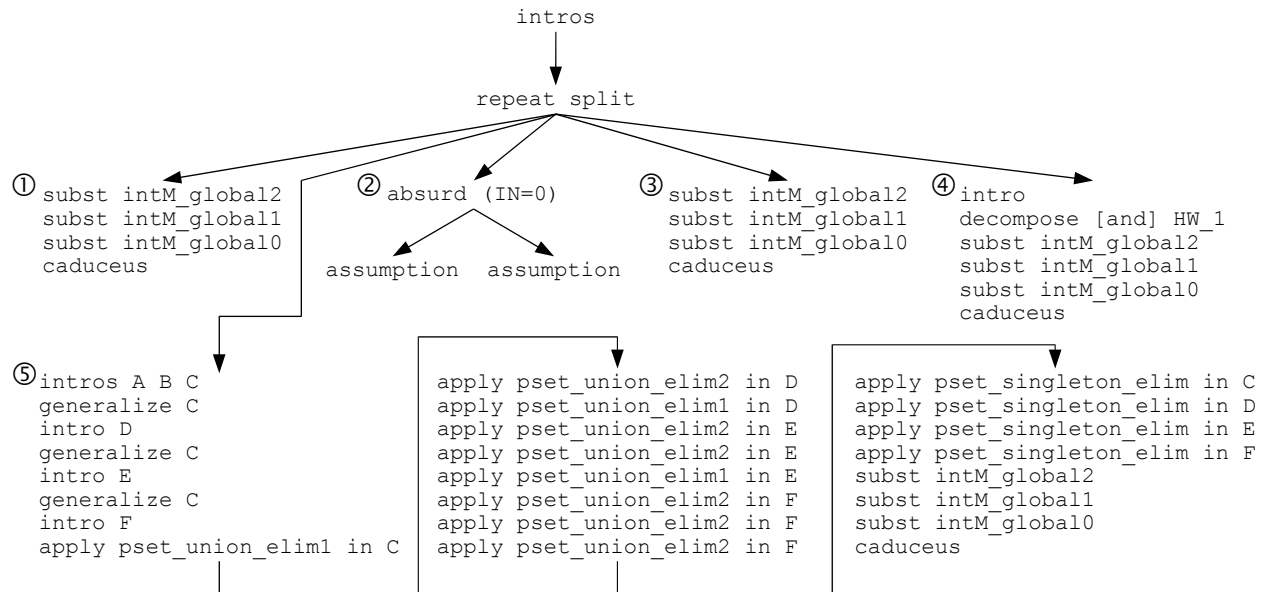 intros
repeat split
① subst intM_global2
subst intM_global1
subst intM_global0
caduceus
② absurd (IN=0)
assumption assumption
③ subst intM_global2
subst intM_global1
subst intM_global0
caduceus
④ intro
decompose [and] HW_1
subst intM_global2
subst intM_global1
subst intM_global0
caduceus
⑤ intros A B C
generalize C
intro D
generalize C
intro E
generalize C
intro F
apply pset_union_elim1 in C
apply pset_union_elim2 in D
apply pset_union_elim1 in D
apply pset_union_elim2 in E
apply pset_union_elim2 in E
apply pset_union_elim1 in E
apply pset_union_elim2 in F
apply pset_union_elim2 in F
apply pset_union_elim2 in F
apply pset_singleton_elim in C
apply pset_singleton_elim in D
apply pset_singleton_elim in E
apply pset_singleton_elim in F
subst intM_global2
subst intM_global1
subst intM_global0
caduceus